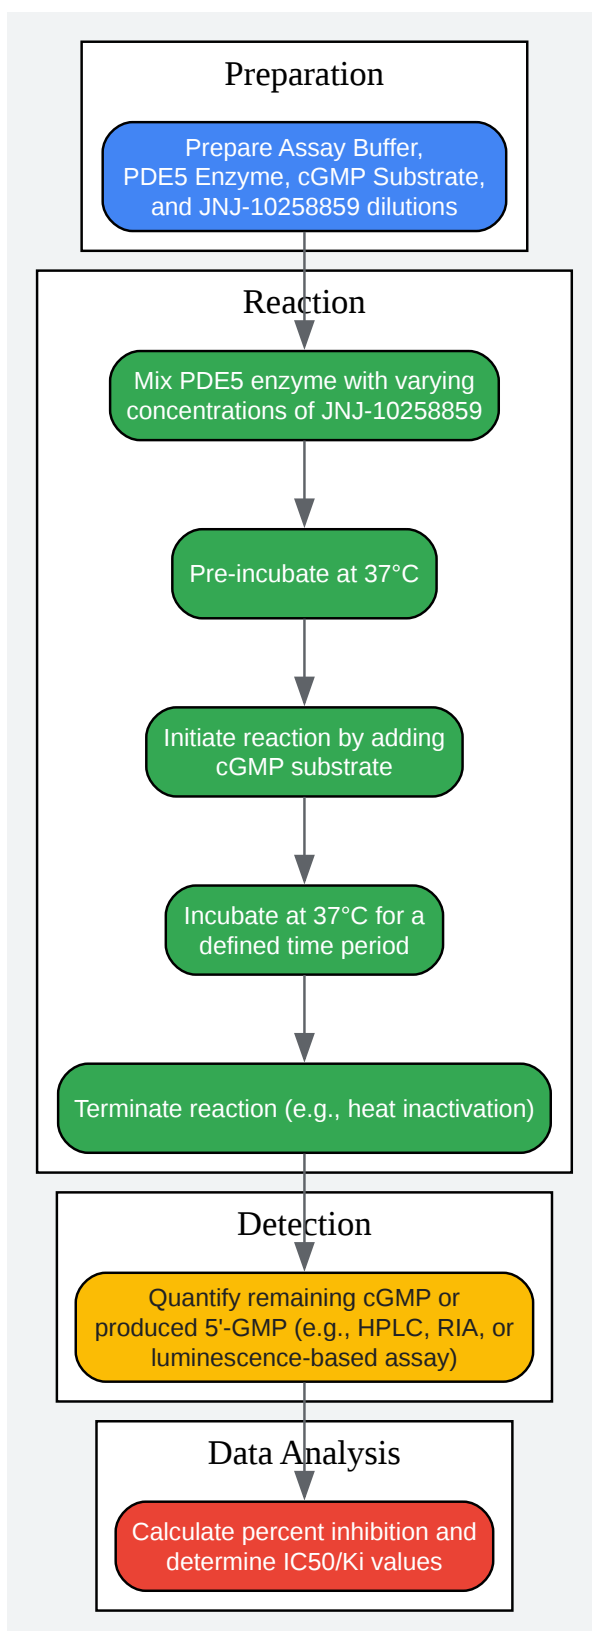 Preparation
Prepare Assay Buffer,
PDE5 Enzyme, cGMP Substrate,
and JNJ-10258859 dilutions
Reaction
Mix PDE5 enzyme with varying
concentrations of JNJ-10258859
Pre-incubate at 37°C
Initiate reaction by adding
cGMP substrate
Incubate at 37°C for a
defined time period
Terminate reaction (e.g., heat inactivation)
Detection
Quantify remaining cGMP or
produced 5'-GMP (e.g., HPLC, RIA, or
luminescence-based assay)
Data Analysis
Calculate percent inhibition and
determine IC50/Ki values